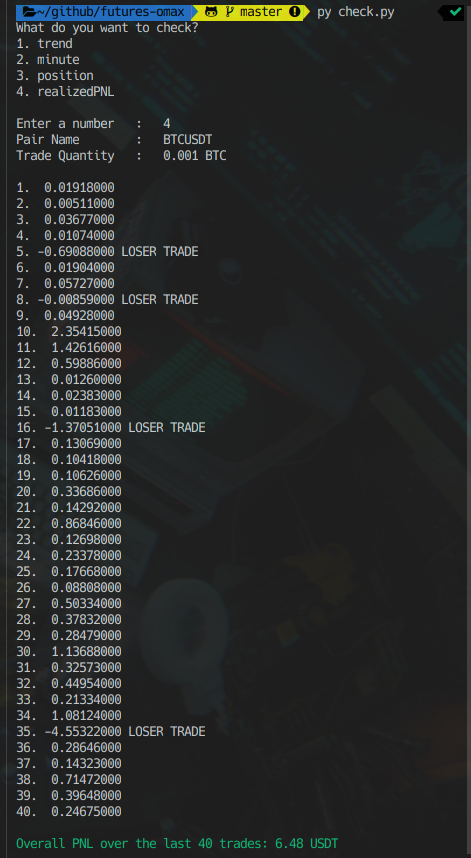 ~/github/futures-omax master py check.py
What do you want to check?
1. trend
2. minute
3. position
4. realizedPNL
Enter a number : 4
Pair Name : BTCUSDT
Trade Quantity : 0.001 BTC
1. 0.01918000
2. 0.00511000
3. 0.03677000
4. 0.01074000
5. -0.69088000 LOSER TRADE
6. 0.01904000
7. 0.05727000
8. -0.00859000 LOSER TRADE
9. 0.04928000
10. 2.35415000
11. 1.42616000
12. 0.59886000
13. 0.01260000
14. 0.02383000
15. 0.01183000
16. -1.37051000 LOSER TRADE
17. 0.13069000
18. 0.10418000
19. 0.10626000
20. 0.33686000
21. 0.14292000
22. 0.86846000
23. 0.12698000
24. 0.23378000
25. 0.17668000
26. 0.08808000
27. 0.50334000
28. 0.37832000
29. 0.28479000
30. 1.13688000
31. 0.32573000
32. 0.44954000
33. 0.21334000
34. 1.08124000
35. -4.55322000 LOSER TRADE
36. 0.28646000
37. 0.14323000
38. 0.71472000
39. 0.39648000
40. 0.24675000
Overall PNL over the last 40 trades: 6.48 USDT